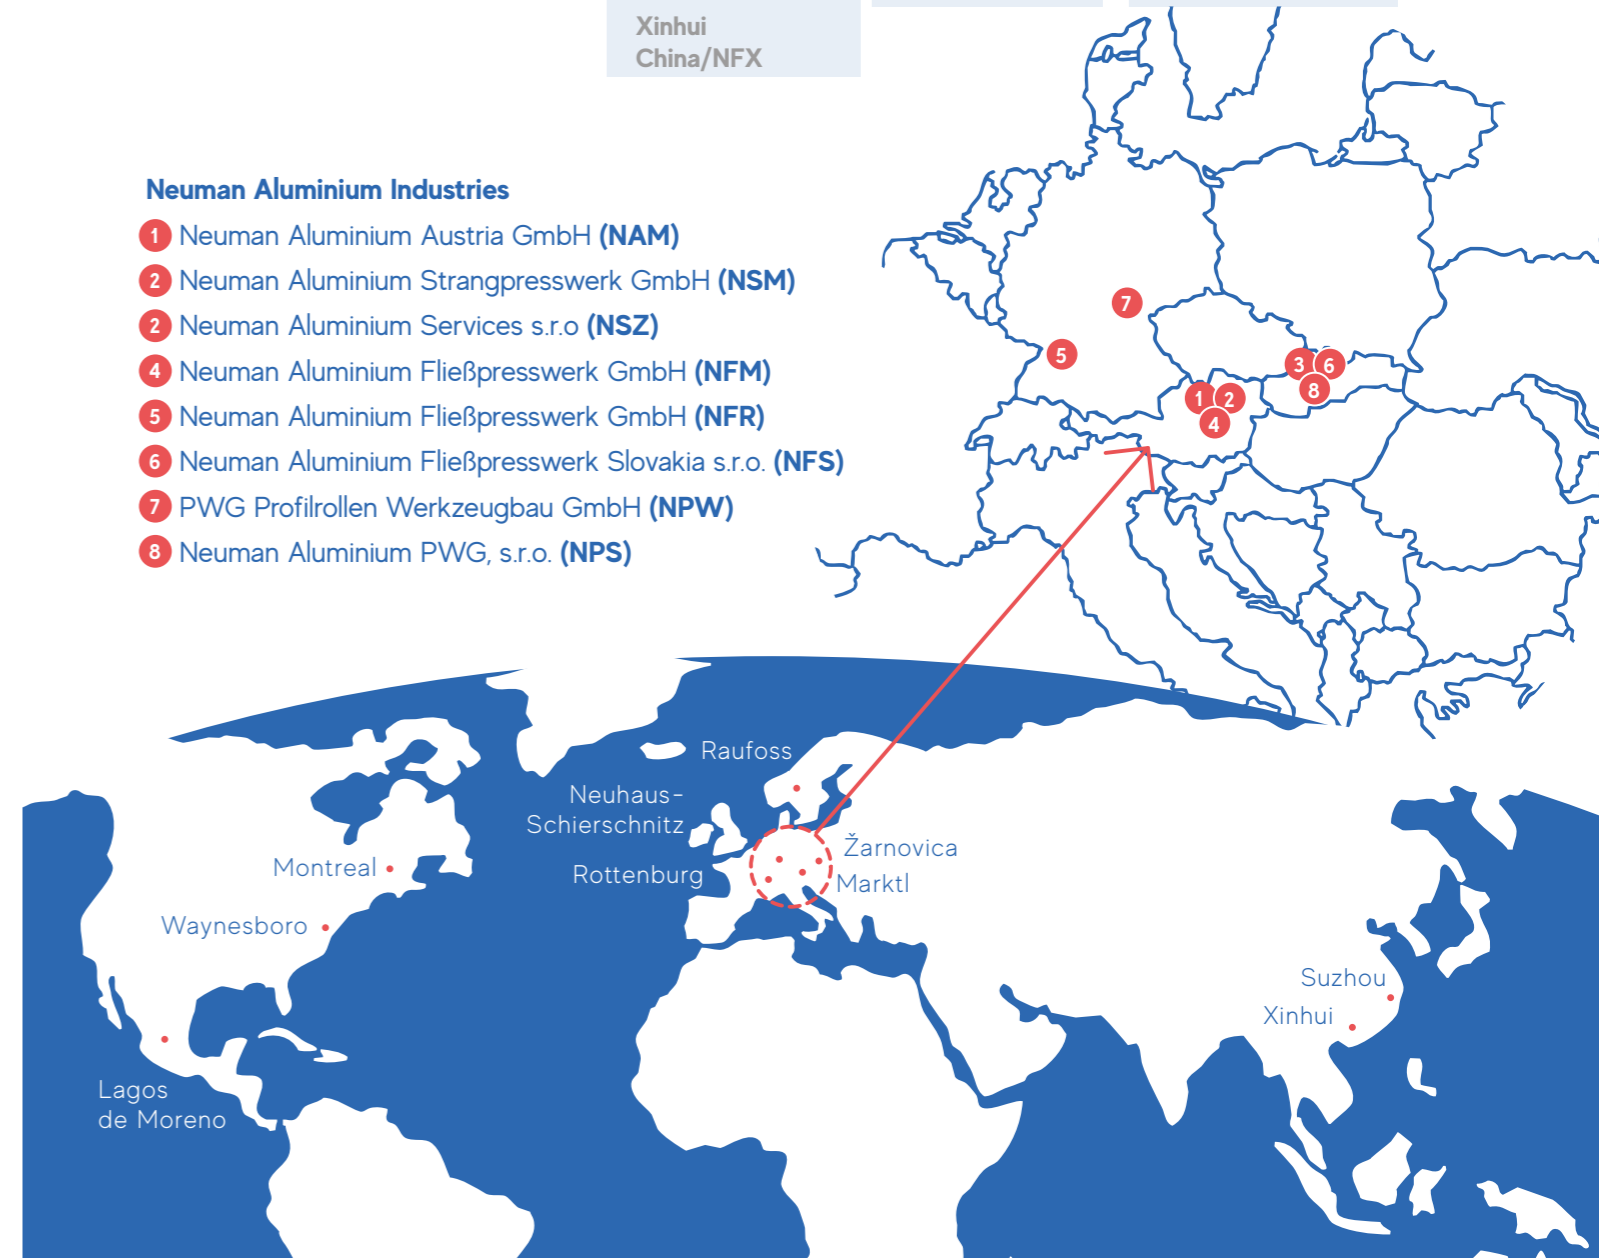 Xinhui
China/NFX
Neuman Aluminium Industries
1 Neuman Aluminium Austria GmbH (NAM)
2 Neuman Aluminium Strangpresswerk GmbH (NSM)
2 Neuman Aluminium Services s.r.o (NSZ)
4 Neuman Aluminium Fließpresswerk GmbH (NFM)
5 Neuman Aluminium Fließpresswerk GmbH (NFR)
6 Neuman Aluminium Fließpresswerk Slovakia s.r.o. (NFS)
7 PWG Profilrollen Werkzeugbau GmbH (NPW)
8 Neuman Aluminium PWG, s.r.o. (NPS)
7
5
3 6
8
1 2
4
Raufoss
Neuhaus-
Schierschnitz
Rottenburg
Žarnovica
Marktl
Montreal
Waynesboro
Lagos
de Moreno
Suzhou
Xinhui